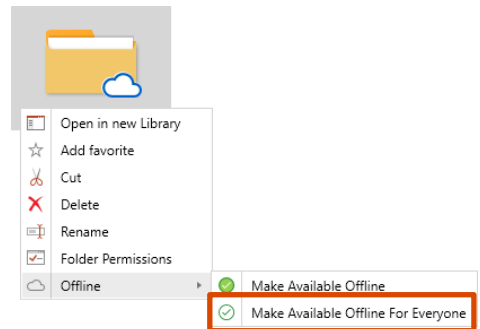 Open in new Library
Add favorite
Cut
Delete
Rename
Folder Permissions
Offline
Make Available Offline
Make Available Offline For Everyone